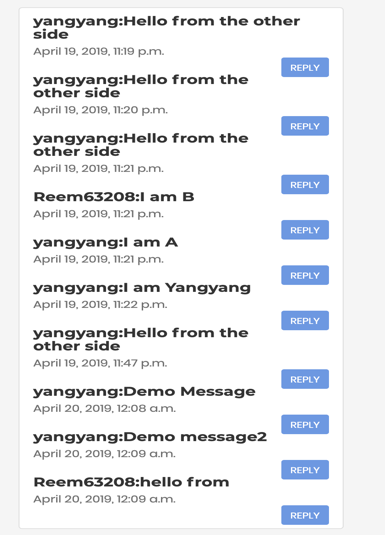 yangyang:Hello from the other
side
April 19, 2019, 11:19 p.m.
REPLY
yangyang:Hello from the
other side
April 19, 2019, 11:20 p.m.
REPLY
yangyang:Hello from the
other side
April 19, 2019, 11:21 p.m.
REPLY
Reem63208:I am B
April 19, 2019, 11:21 p.m.
REPLY
yangyang:I am A
April 19, 2019, 11:21 p.m.
REPLY
yangyang:I am Yangyang
April 19, 2019, 11:22 p.m.
REPLY
yangyang:Hello from the
other side
April 19, 2019, 11:47 p.m.
REPLY
yangyang:Demo Message
April 20, 2019, 12:08 a.m.
REPLY
yangyang:Demo message2
April 20, 2019, 12:09 a.m.
REPLY
Reem63208:hello from
April 20, 2019, 12:09 a.m.
REPLY